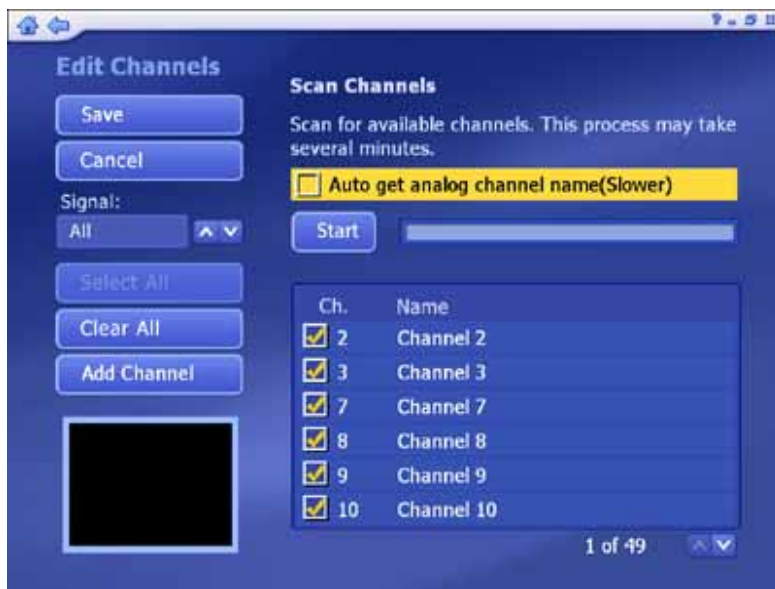 ?
Edit Channels
Save
Cancel
Signal:
All
Select All
Clear All
Add Channel
Scan Channels
Scan for available channels. This process may take
several minutes.
Auto get analog channel name(Slower)
Start
Ch. Name
2 Channel 2
3 Channel 3
7 Channel 7
8 Channel 8
9 Channel 9
10 Channel 10
1 of 49